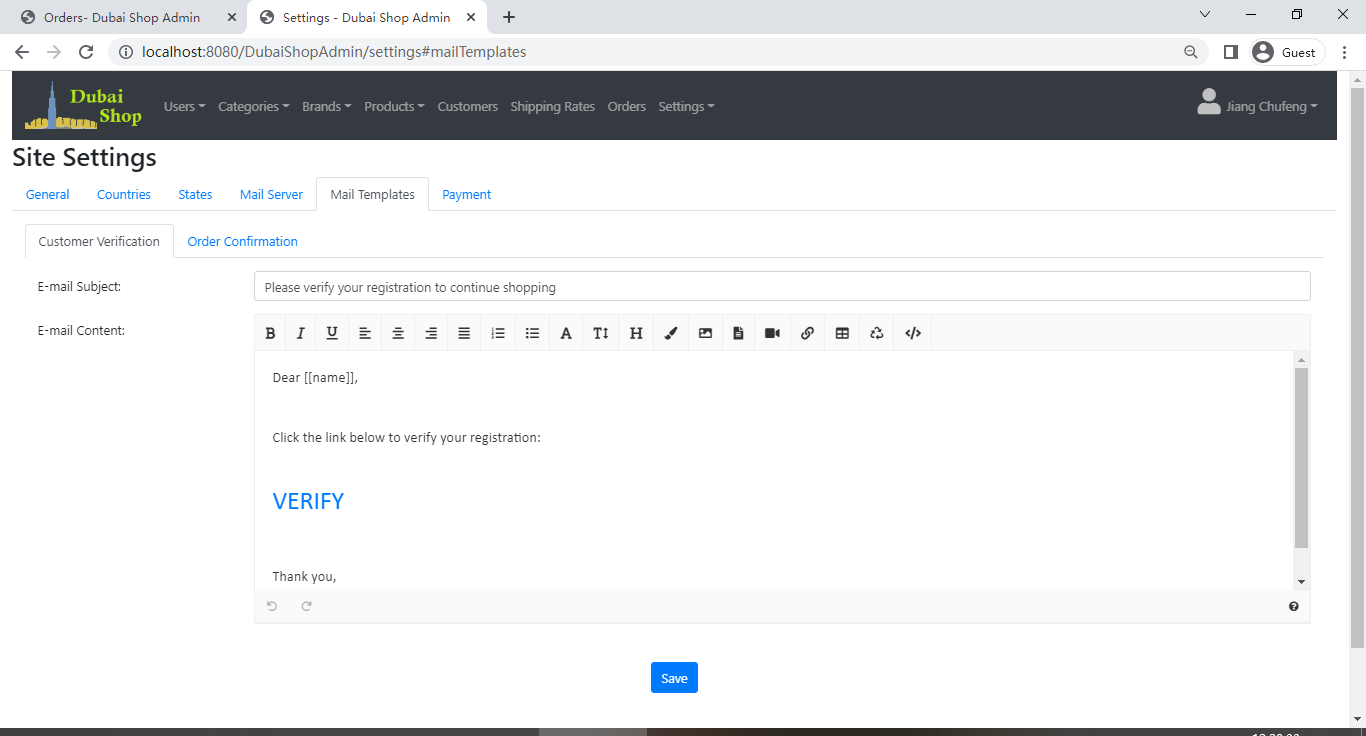 Orders- Dubai Shop Admin
Settings - Dubai Shop Admin
localhost:8080/DubaiShopAdmin/settings#mailTemplates
Guest
Dubai
Shop
Users Categories Brands Products Customers Shipping Rates Orders Settings
Jiang Chufeng
Site Settings
General Countries States Mail Server Mail Templates Payment
Customer Verification Order Confirmation
E-mail Subject: Please verify your registration to continue shopping
E-mail Content:
Dear [[name]],
Click the link below to verify your registration:
VERIFY
Thank you,
Save